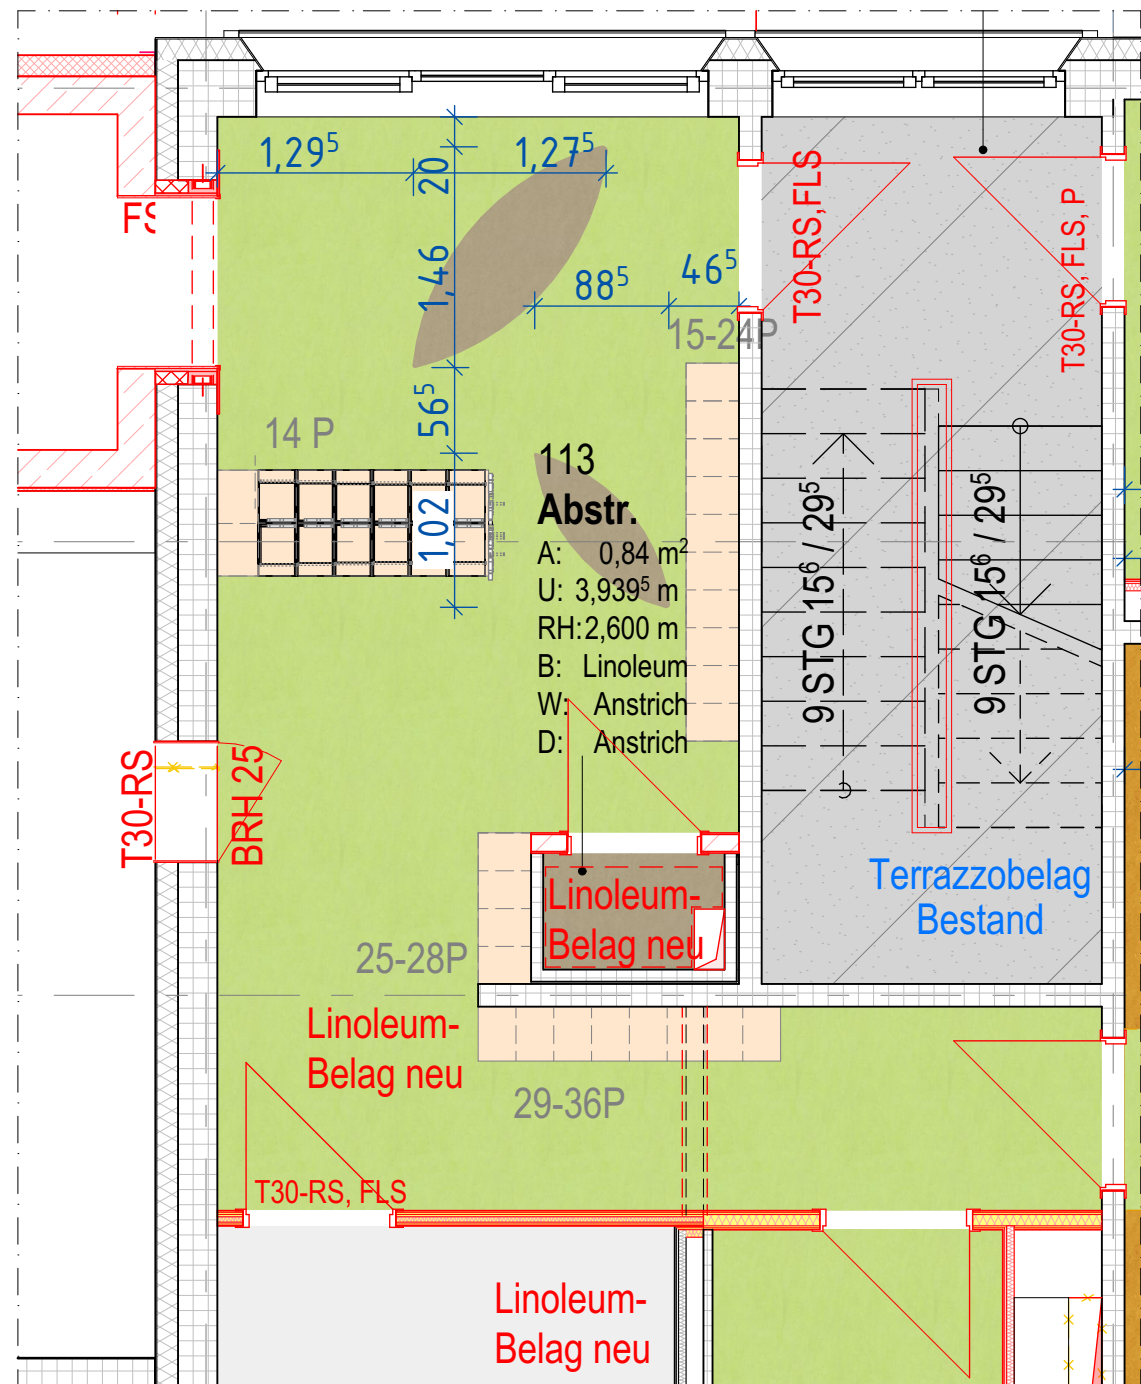 1,29⁵
20
1,27⁵
FS
T30-RS,FLS
T30-RS, FLS, P
1,46
88⁵
46⁵
15-24P
56⁵
14 P
1,02
113
Abstr.
A: 0,84 m²
U: 3,939⁵ m
RH: 2,600 m
B: Linoleum
W: Anstrich
D: Anstrich
9 STG 15⁶ / 29⁵
9 STG 15⁶ / 29⁵
T30-RS
BRH 25
Linoleum-
Belag neu
Terrazzobelag
Bestand
25-28P
Linoleum-
Belag neu
29-36P
T30-RS, FLS
Linoleum-
Belag neu